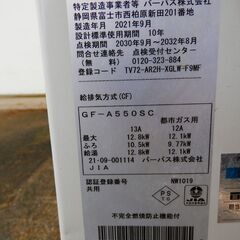 特定製造事業者等 パーパス株式会社
静岡県富士市西柏原新田201番地
製造年月 2021年9月
設計標準使用期間 10年
点検期間 2030年9月～2032年8月
問合せ連絡先 点検受付センター
(無料) 0120-323-884
登録コード TV72-AR2H-XGLW-F9MF
給排気方式(CF)
GF-A550SC
都市ガス用
13A 12A
最大 12.8kW 12.1kW
ふろ 10.5kW 9.77kW
給湯 12.8kW 12.1kW
21-09-001114 パーパス株式会社
JIA
認証登録番号 NW1019
共用
PS
TG
JIA
不完全燃焼防止機能付